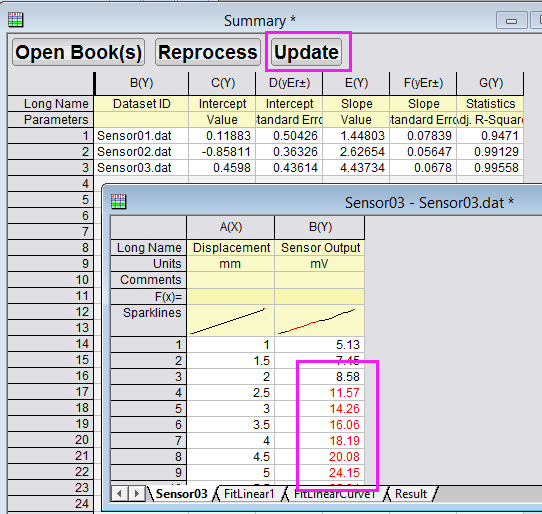 Summary *
Open Book(s) Reprocess Update
B(Y) C(Y) D(yEr±) E(Y) F(yEr±) G(Y)
Long Name Dataset ID Intercept Intercept Slope Slope Statistics
Parameters Value tandard Erro Value tandard Erro dj. R-Square
1 Sensor01.dat 0.11883 0.50426 1.44803 0.07839 0.9471
2 Sensor02.dat -0.85811 0.36326 2.62654 0.05647 0.99129
3 Sensor03.dat 0.4598 0.43614 4.43734 0.0678 0.99558
4
5
6
7
8
9
10
11
12
13
14
15
16
17
18
19
20
21
22
23
24
Sensor03 - Sensor03.dat *
A(X) B(Y)
Long Name Displacement Sensor Output
Units mm mV
Comments
F(x)=
Sparklines
1 1 5.13
2 1.5 7.45
3 2 8.58
4 2.5 11.57
5 3 14.26
6 3.5 16.06
7 4 18.19
8 4.5 20.08
9 5 24.15
Sensor03 FitLinear1 FitLinearCurve1 Result